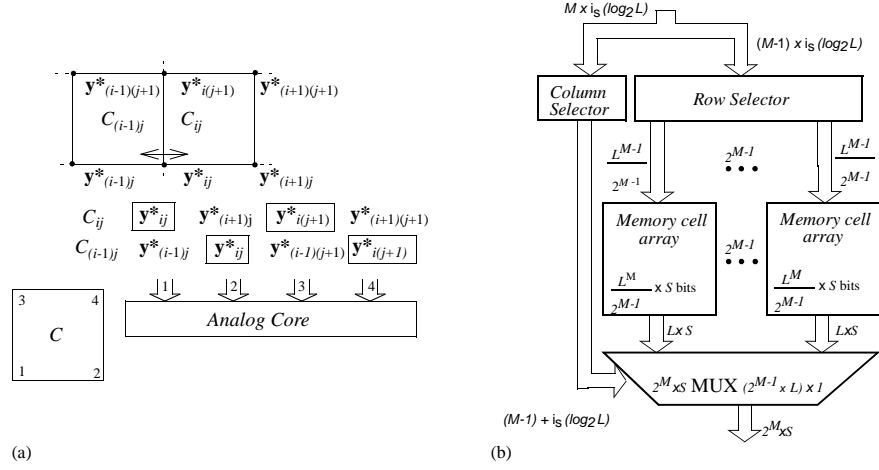 y*(i-1)(j+1) y*i(j+1) y*(i+1)(j+1)
C(i-1)j Cij
y*(i-1)j y*ij y*(i+1)j
Cij y*ij y*(i+1)j y*i(j+1) y*(i+1)(j+1)
C(i-1)j y*(i-1)j y*ij y*(i-1)(j+1) y*i(j+1)
1 2 3 4
Analog Core
3 4
C
1 2
(a)
M x is (log2L)
(M-1) x is (log2L)
Column Selector
Row Selector
L^M-1 / 2^M-1
2^M-1
L^M-1 / 2^M-1
Memory cell array
2^M-1
Memory cell array
L^M / 2^M-1 x S bits
L^M / 2^M-1 x S bits
LxS
LxS
2^MxS MUX (2^M-1 x L) x 1
(M-1) + is (log2L)
2^MxS
(b)